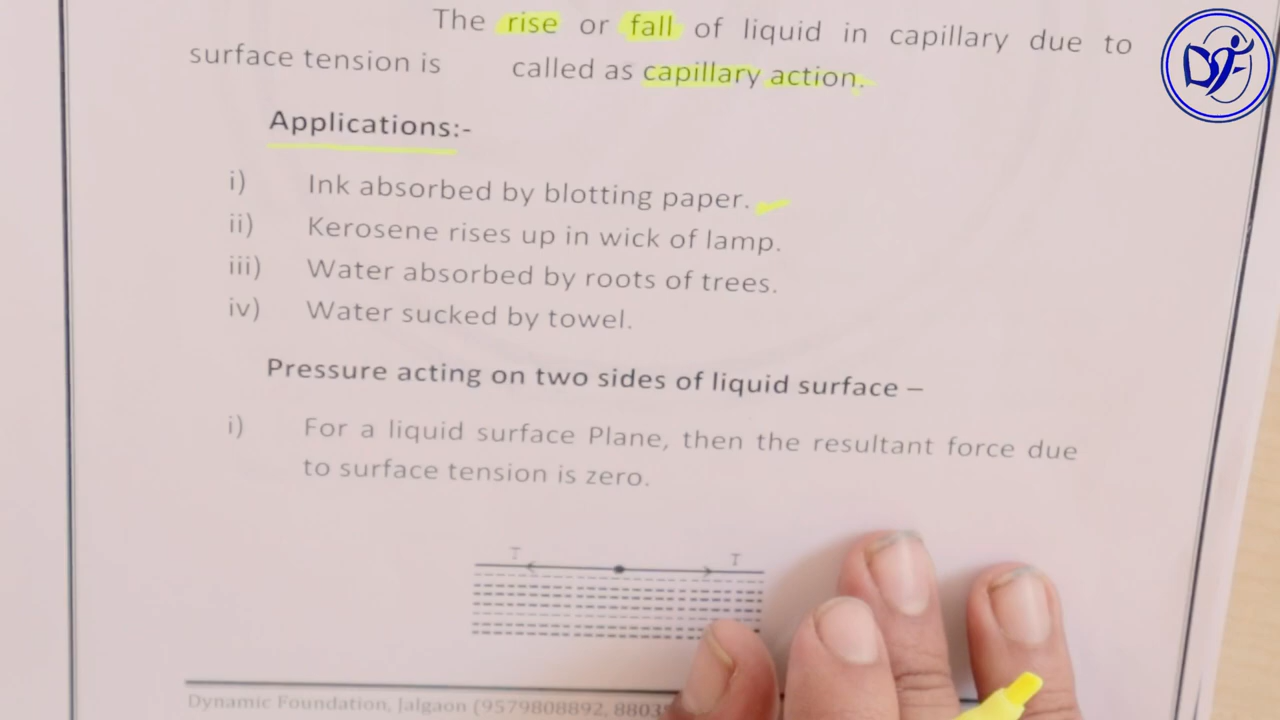 The rise or fall of liquid in capillary due to
surface tension is called as capillary action.
Applications:-
i) Ink absorbed by blotting paper.
ii) Kerosene rises up in wick of lamp.
iii) Water absorbed by roots of trees.
iv) Water sucked by towel.
Pressure acting on two sides of liquid surface –
i) For a liquid surface Plane, then the resultant force due
to surface tension is zero.
T T
Dynamic Foundation, Jalgaon (9579808892, 8803